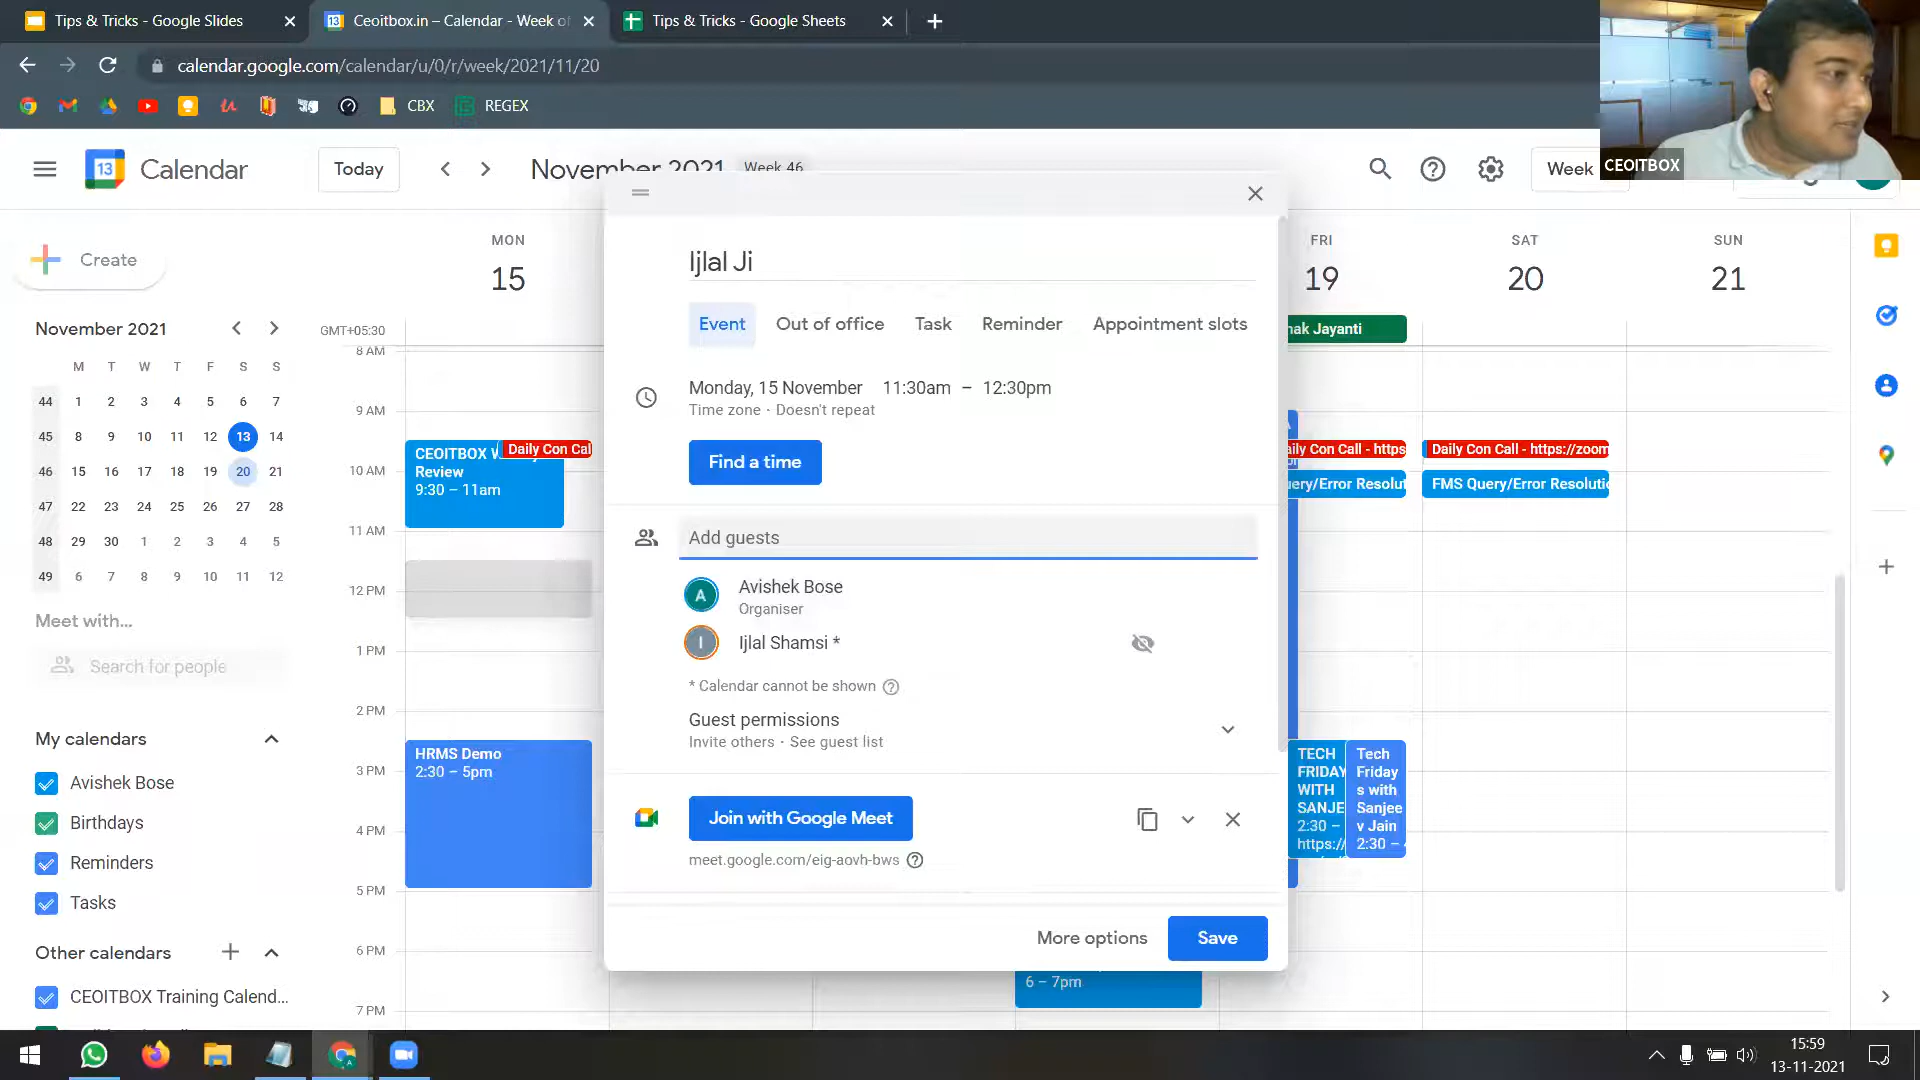 Tips & Tricks - Google Slides
Ceoitbox.in – Calendar - Week of
Tips & Tricks - Google Sheets
calendar.google.com/calendar/u/0/r/week/2021/11/20
CBX
REGEX
CEOITBOX
13
Calendar
Today
November 2021
Week 46
Week
Create
MON
15
FRI
19
SAT
20
SUN
21
Ijlal Ji
Event
Out of office
Task
Reminder
Appointment slots
Monday, 15 November 11:30am – 12:30pm
Time zone · Doesn't repeat
Find a time
Add guests
A
Avishek Bose
Organiser
I
Ijlal Shamsi *
* Calendar cannot be shown
Guest permissions
Invite others · See guest list
Join with Google Meet
meet.google.com/eig-aovh-bws
More options
Save
November 2021
M T W T F S S
44 1 2 3 4 5 6 7
45 8 9 10 11 12 13 14
46 15 16 17 18 19 20 21
47 22 23 24 25 26 27 28
48 29 30 1 2 3 4 5
49 6 7 8 9 10 11 12
Meet with...
Search for people
My calendars
Avishek Bose
Birthdays
Reminders
Tasks
Other calendars
CEOITBOX Training Calend...
GMT+05:30
8 AM
9 AM
10 AM
11 AM
12 PM
1 PM
2 PM
3 PM
4 PM
5 PM
6 PM
7 PM
CEOITBOX W
Review
9:30 – 11am
Daily Con Cal
HRMS Demo
2:30 – 5pm
6 – 7pm
nak Jayanti
aily Con Call - https
uery/Error Resolut
Daily Con Call - https://zoom
FMS Query/Error Resolutio
TECH
FRIDAY
WITH
SANJE
2:30 –
https:/
Tech
Friday
s with
Sanjee
v Jain
2:30 –
15:59
13-11-2021